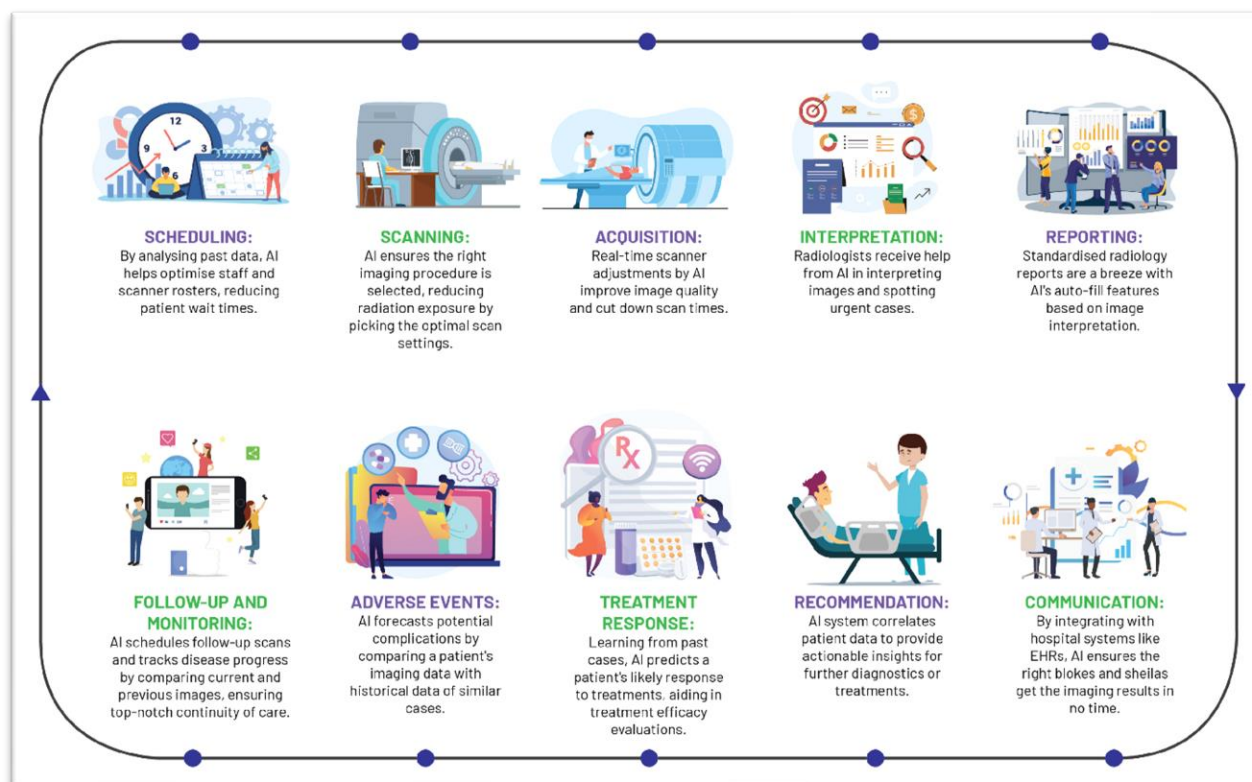 12
3
6
9
$
SCHEDULING:
By analysing past data, AI
helps optimise staff and
scanner rosters, reducing
patient wait times.
SCANNING:
AI ensures the right
imaging procedure is
selected, reducing
radiation exposure by
picking the optimal scan
settings.
ACQUISITION:
Real-time scanner
adjustments by AI
improve image quality
and cut down scan times.
INTERPRETATION:
Radiologists receive help
from AI in interpreting
images and spotting
urgent cases.
REPORTING:
Standardised radiology
reports are a breeze with
AI's auto-fill features
based on image
interpretation.
RX
FOLLOW-UP AND
MONITORING:
AI schedules follow-up scans
and tracks disease progress
by comparing current and
previous images, ensuring
top-notch continuity of care.
ADVERSE EVENTS:
AI forecasts potential
complications by
comparing a patient's
imaging data with
historical data of similar
cases.
TREATMENT
RESPONSE:
Learning from past
cases, AI predicts a
patient's likely response
to treatments, aiding in
treatment efficacy
evaluations.
RECOMMENDATION:
AI system correlates
patient data to provide
actionable insights for
further diagnostics or
treatments.
COMMUNICATION:
By integrating with
hospital systems like
EHRs, AI ensures the
right blokes and sheilas
get the imaging results in
no time.